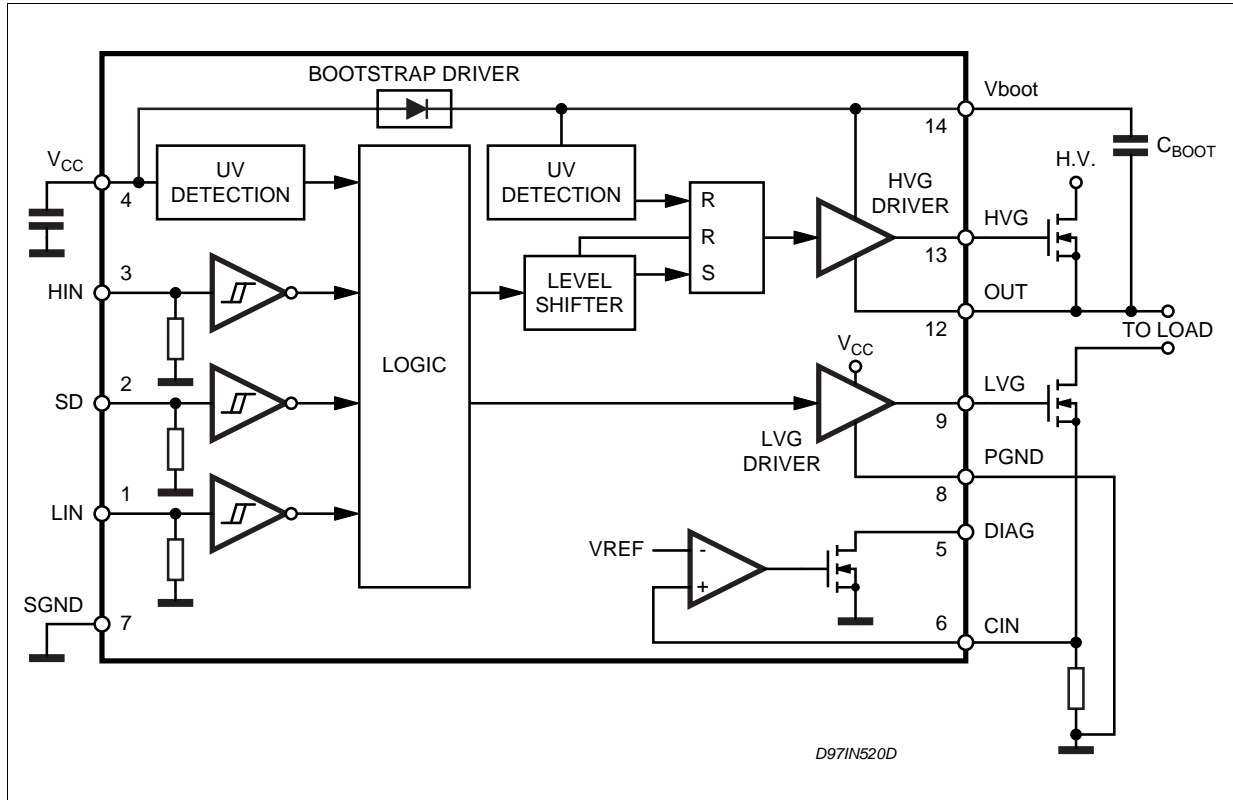 BOOTSTRAP DRIVER
Vboot
14
CBOOT
H.V.
VCC
4
UV
DETECTION
UV
DETECTION
R
R
S
HVG
DRIVER
HVG
13
3
HIN
LEVEL
SHIFTER
OUT
12
TO LOAD
LOGIC
VCC
2
SD
LVG
9
LVG
DRIVER
PGND
8
1
LIN
VREF
-
+
DIAG
5
SGND
7
6
CIN
D97IN520D